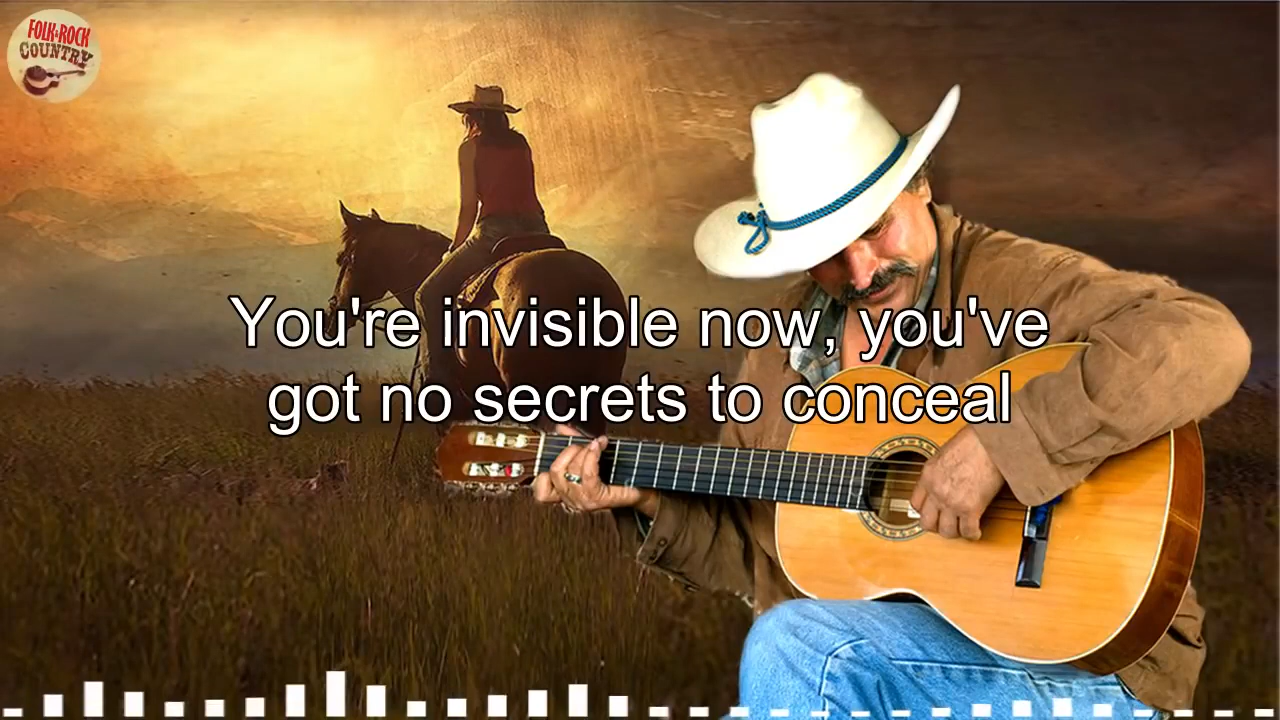 FOLK & ROCK
COUNTRY
You're invisible now, you've
got no secrets to conceal